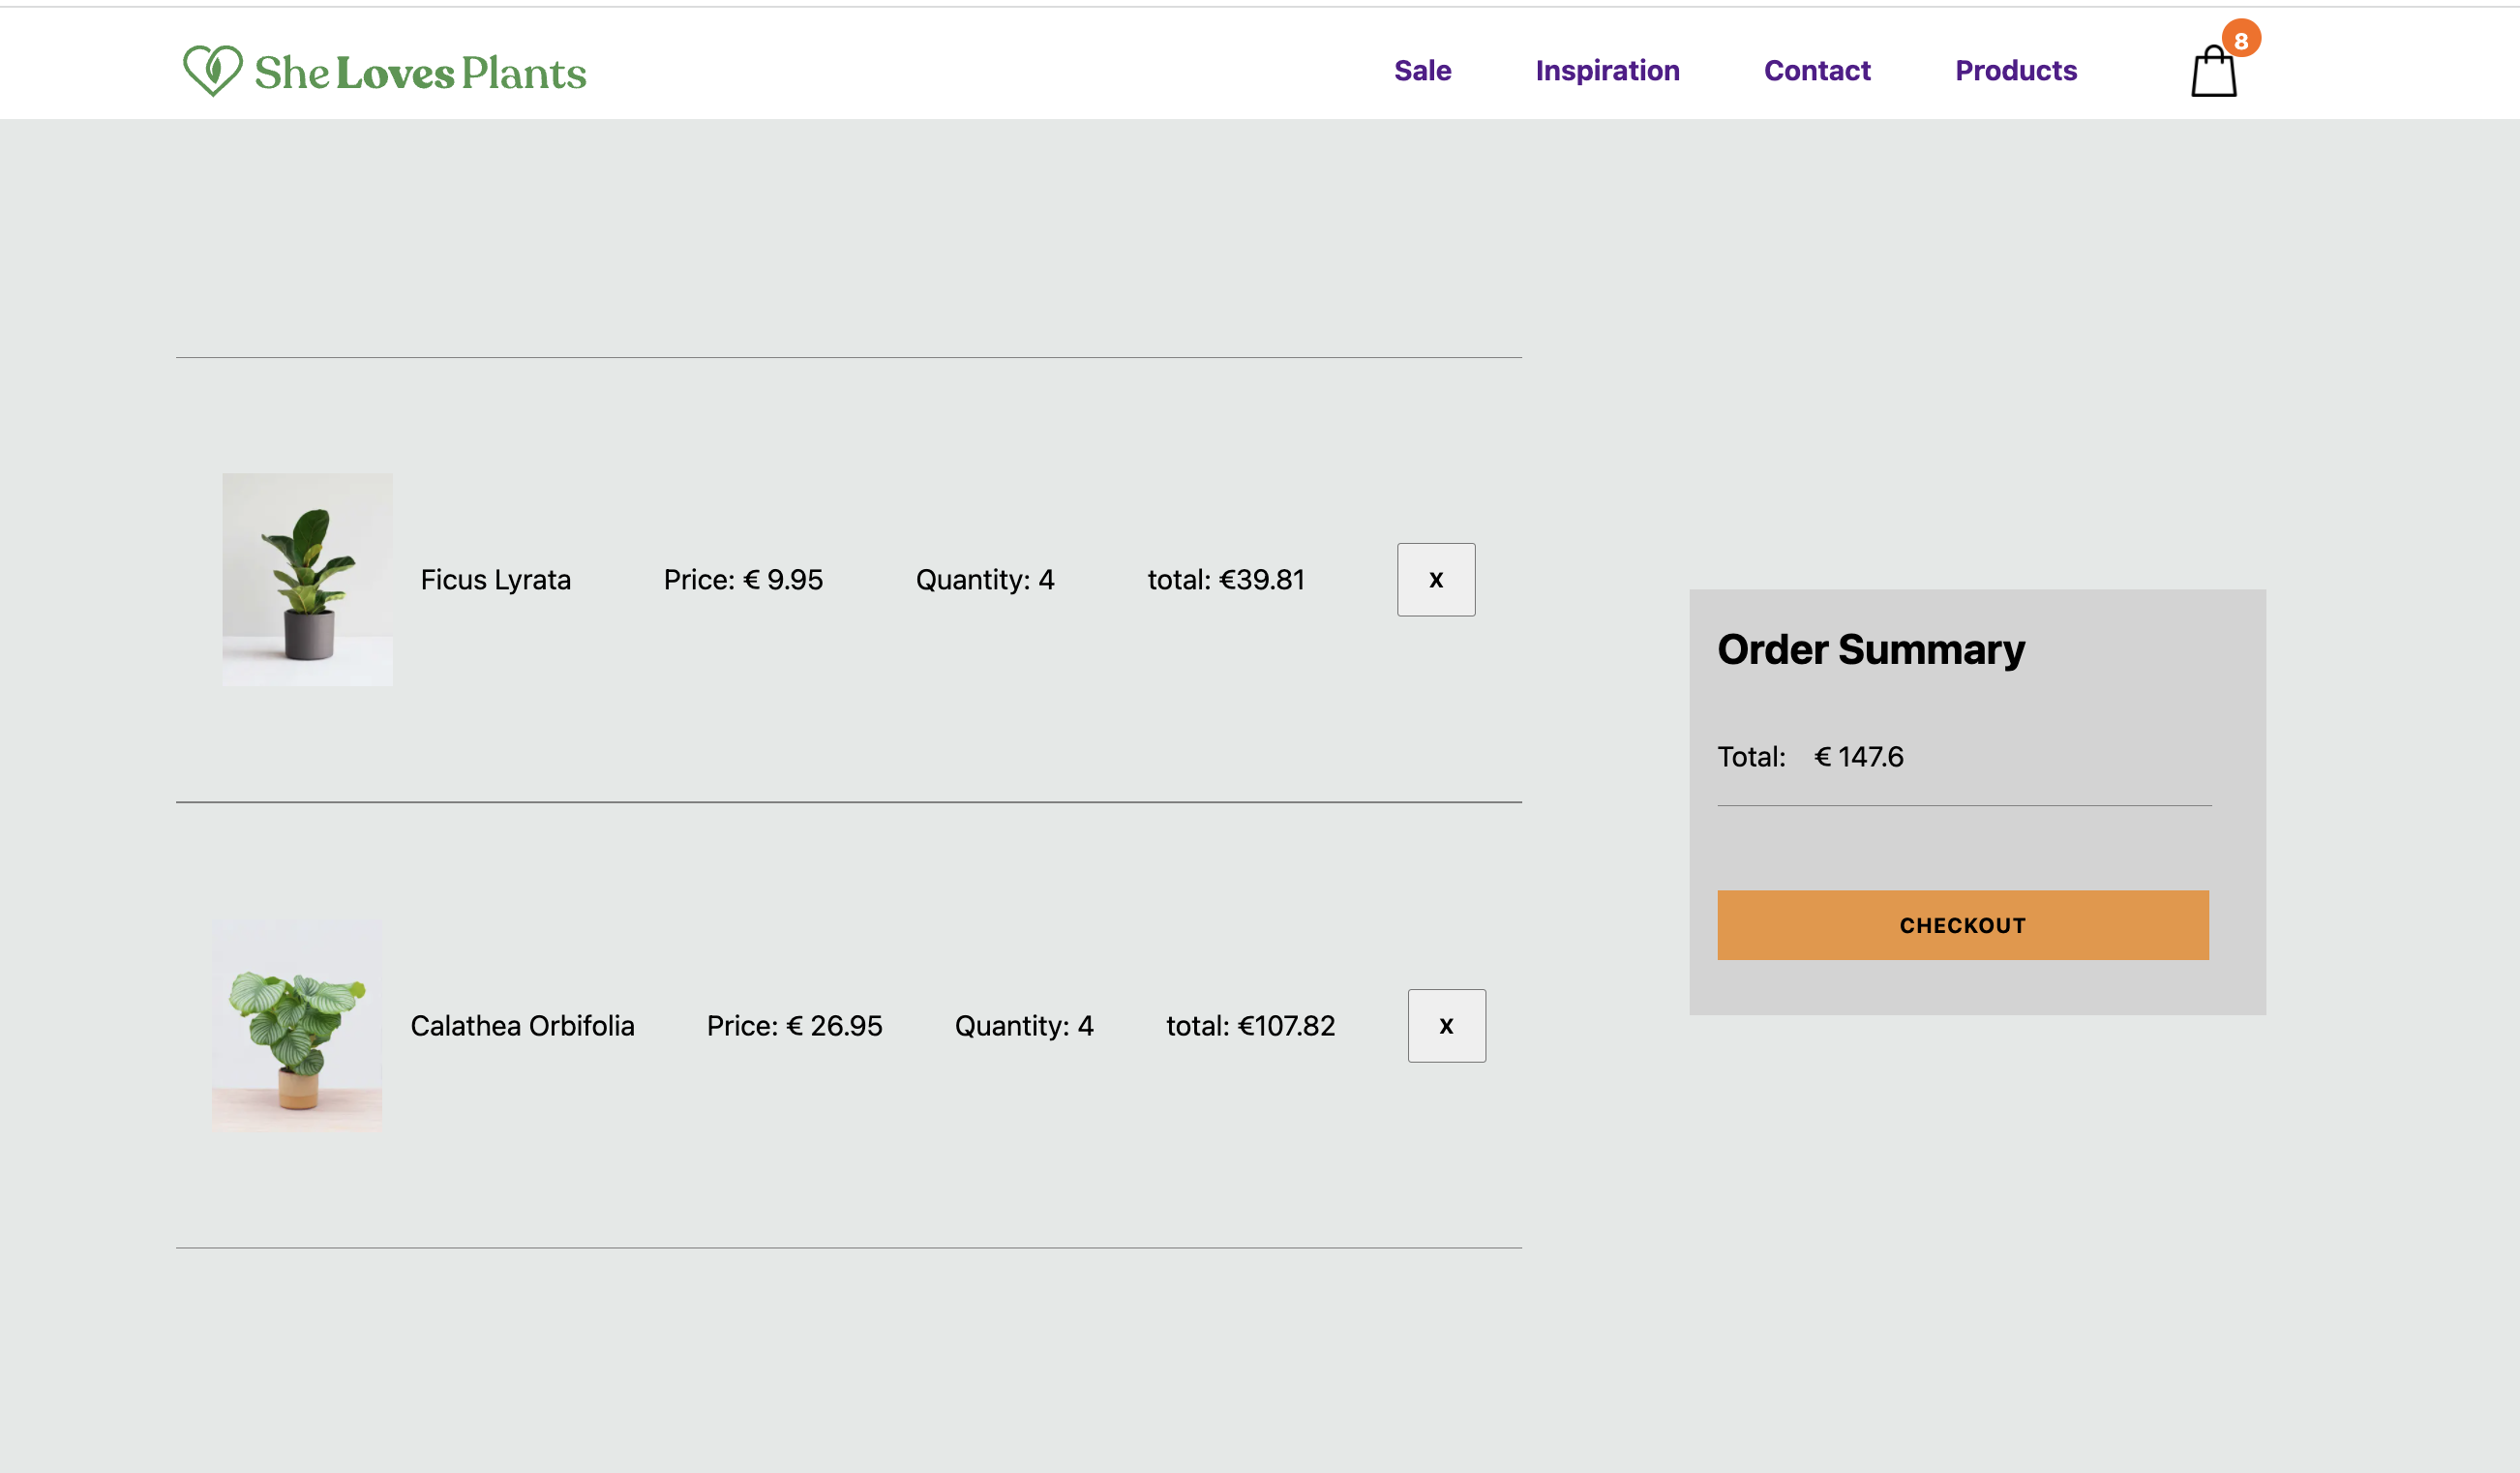 She Loves Plants
Sale Inspiration Contact Products 8
Ficus Lyrata Price: € 9.95 Quantity: 4 total: €39.81 X
Calathea Orbifolia Price: € 26.95 Quantity: 4 total: €107.82 X
Order Summary
Total: € 147.6
CHECKOUT